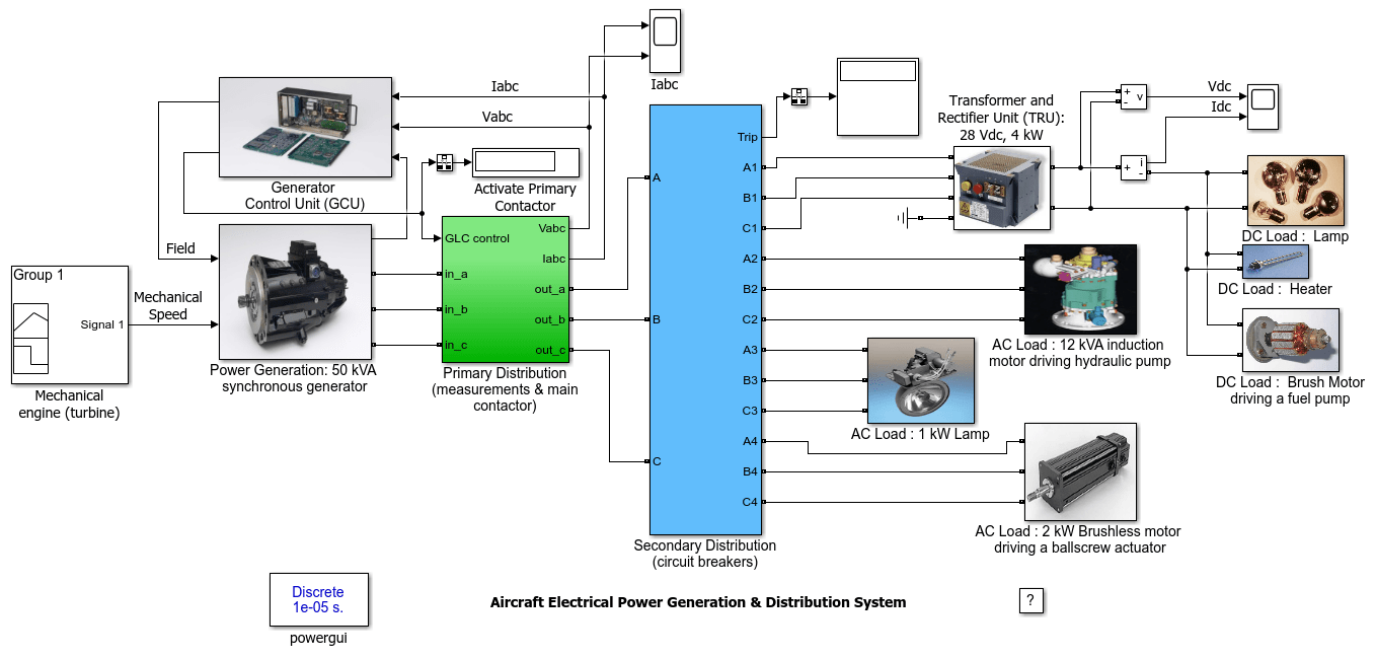 Iabc
Iabc
Vabc
Generator
Control Unit (GCU)
Activate Primary
Contactor
Field
Group 1
Signal 1
Mechanical
Speed
Mechanical
engine (turbine)
Power Generation: 50 kVA
synchronous generator
GLC control
in_a
in_b
in_c
Vabc
Iabc
out_a
out_b
out_c
Primary Distribution
(measurements & main
contactor)
A
B
C
Trip
A1
B1
C1
A2
B2
C2
A3
B3
C3
A4
B4
C4
Secondary Distribution
(circuit breakers)
Transformer and
Rectifier Unit (TRU):
28 Vdc, 4 kW
+
-
v
+
-
i
Vdc
Idc
DC Load : Lamp
DC Load : Heater
DC Load : Brush Motor
driving a fuel pump
AC Load : 12 kVA induction
motor driving hydraulic pump
AC Load : 1 kW Lamp
AC Load : 2 kW Brushless motor
driving a ballscrew actuator
Discrete
1e-05 s.
powergui
Aircraft Electrical Power Generation & Distribution System
?